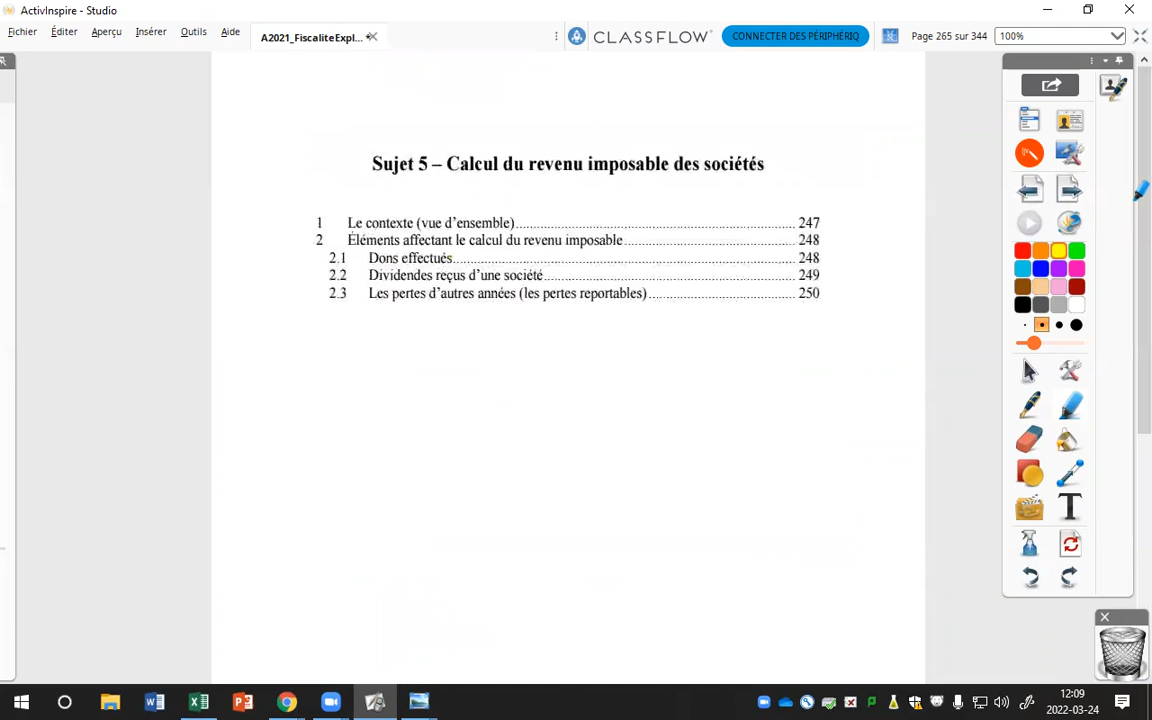 ActivInspire - Studio
Fichier Éditer Aperçu Insérer Outils Aide
A2021_FiscaliteExpl...
CLASSFLOW
CONNECTER DES PÉRIPHÉRIQ
Page 265 sur 344
100%
Sujet 5 – Calcul du revenu imposable des sociétés
1 Le contexte (vue d'ensemble) 247
2 Éléments affectant le calcul du revenu imposable 248
2.1 Dons effectués 248
2.2 Dividendes reçus d'une société 249
2.3 Les pertes d'autres années (les pertes reportables) 250
12:09
2022-03-24